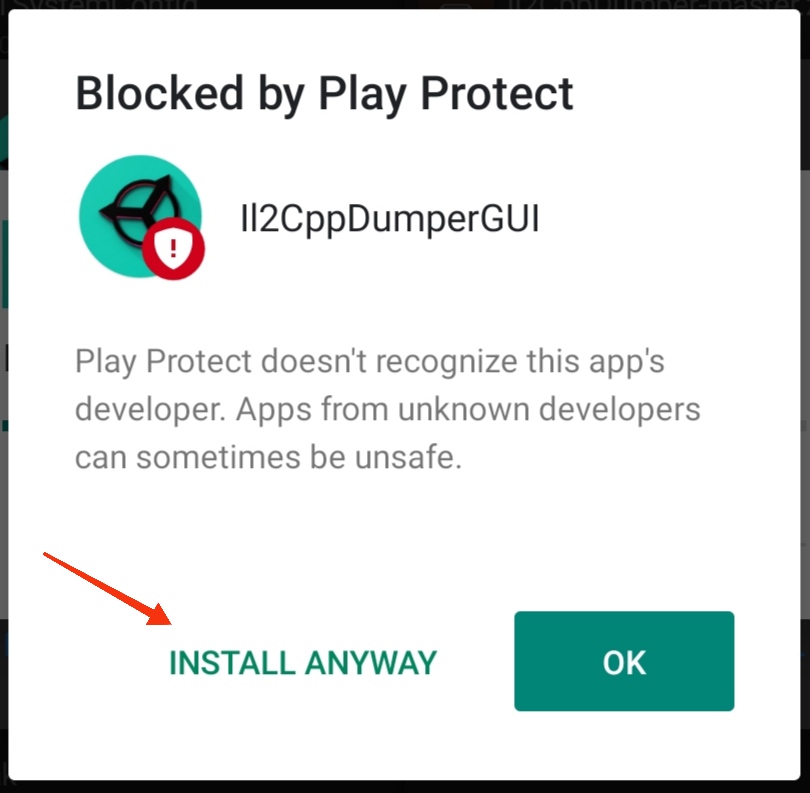 Blocked by Play Protect
Il2CppDumperGUI
Play Protect doesn't recognize this app's
developer. Apps from unknown developers
can sometimes be unsafe.
INSTALL ANYWAY
OK